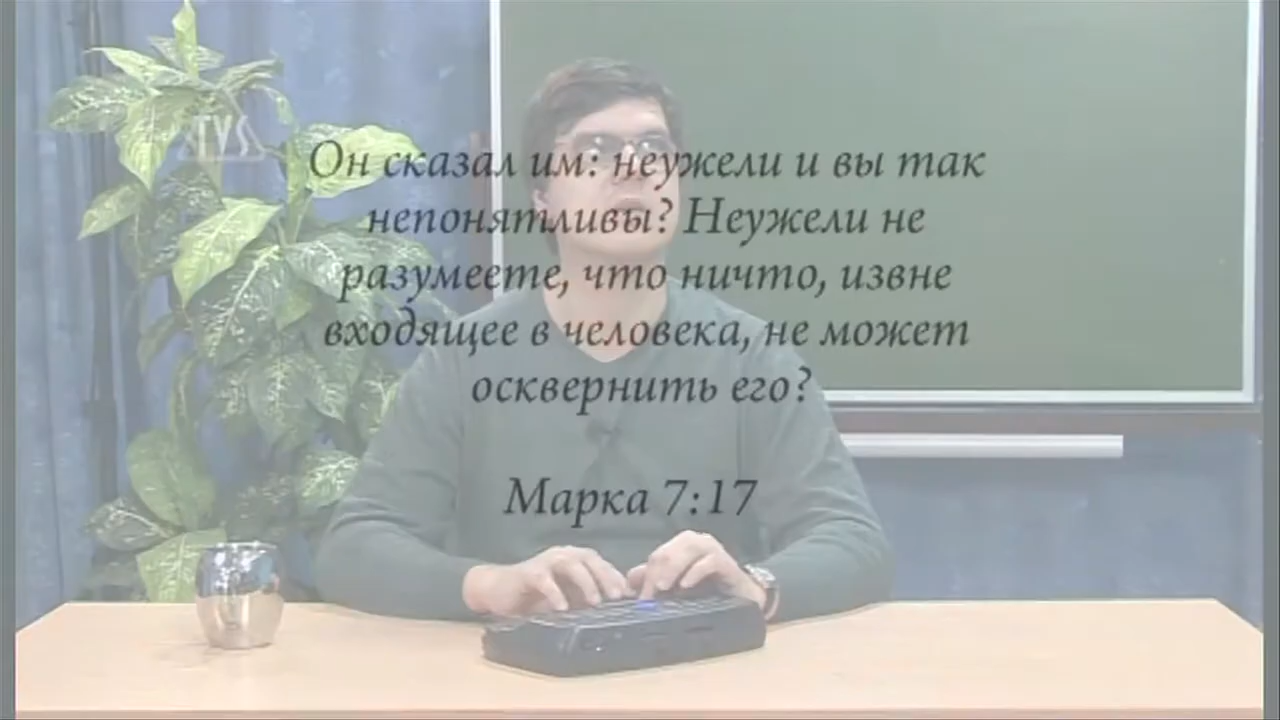 TVS
Он сказал им: неужели и вы так
непонятливы? Неужели не
разумеете, что ничто, извне
входящее в человека, не может
осквернить его?
Марка 7:17